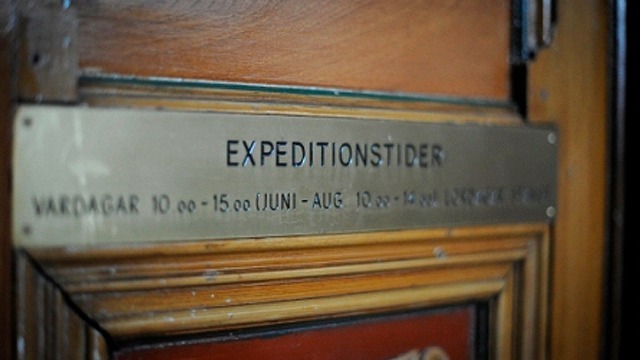 EXPEDITIONSTIDER
VARDAGAR 10.00 - 15.00 (JUNI - AUG. 10.00 - 14.00)